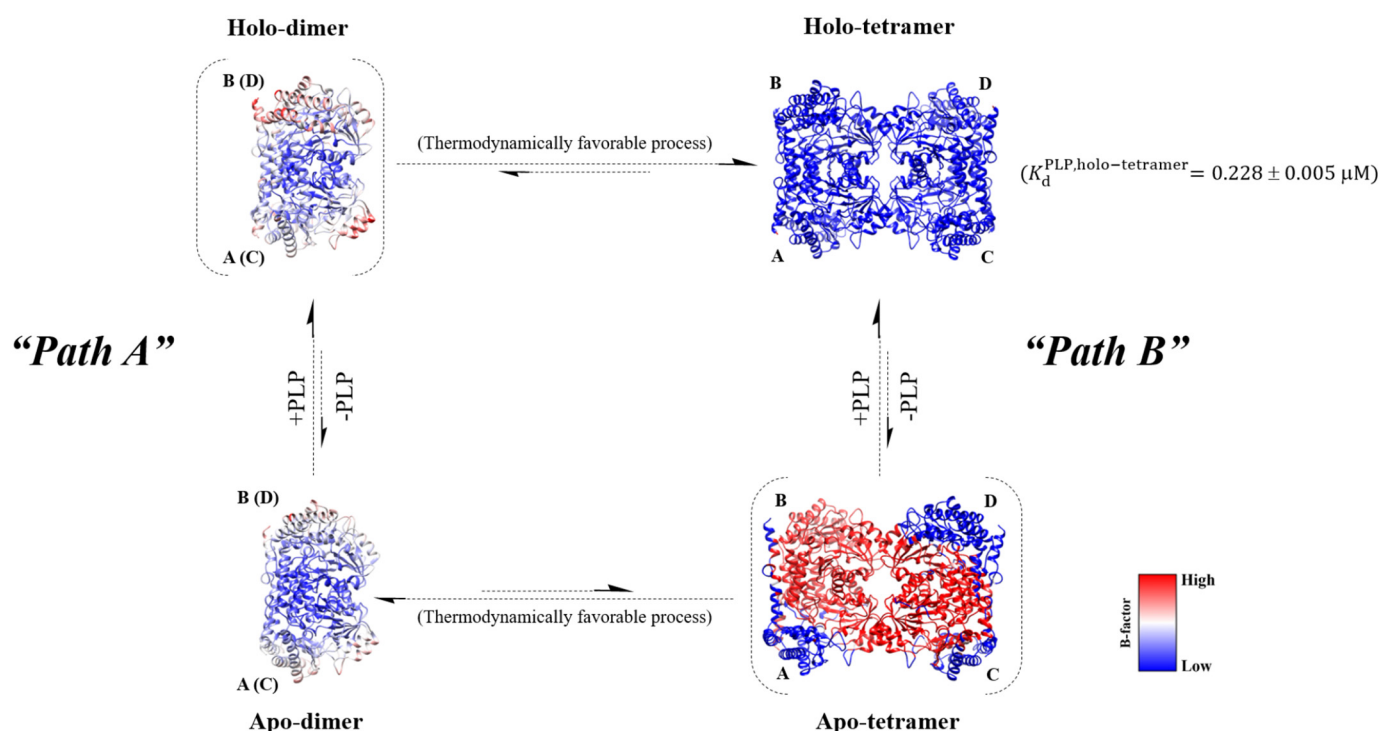 Holo-dimer
Holo-tetramer
B (D)
A (C)
(Thermodynamically favorable process)
B
D
A
C
(K_d^{PLP,holo−tetramer} = 0.228 ± 0.005 μM)
“Path A”
“Path B”
+PLP
-PLP
+PLP
-PLP
B (D)
A (C)
(Thermodynamically favorable process)
B
D
A
C
High
B-factor
Low
Apo-dimer
Apo-tetramer